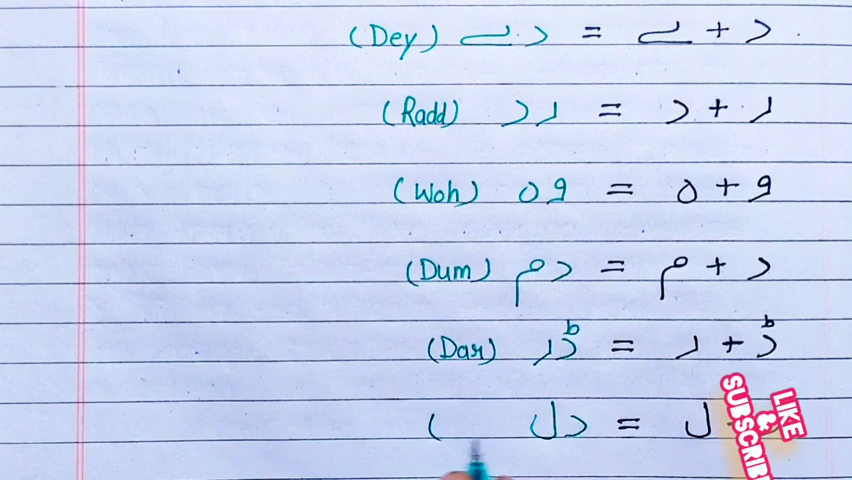 د + ے = دے (Dey)
ر + د = رد (Radd)
و + ہ = وہ (Woh)
د + م = دم (Dum)
ڈ + ر = ڈر (Dar)
ل = دل (
LIKE & SUBSCRIBE